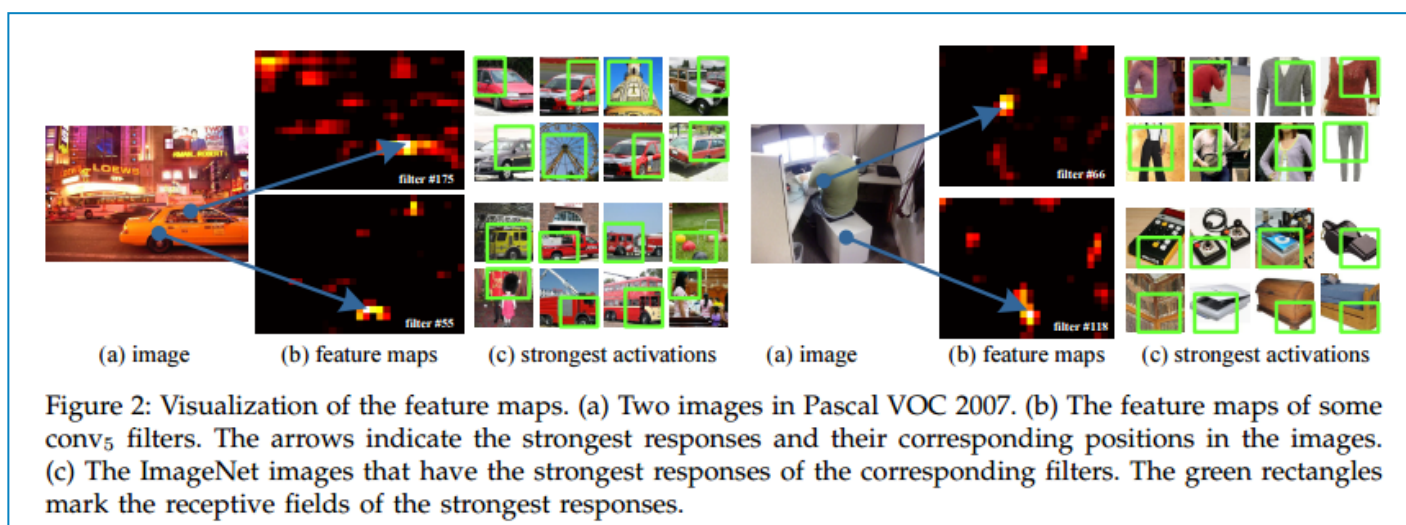 LOEWS
filter #175
filter #55
filter #66
filter #118
(a) image
(b) feature maps
(c) strongest activations
(a) image
(b) feature maps
(c) strongest activations
Figure 2: Visualization of the feature maps. (a) Two images in Pascal VOC 2007. (b) The feature maps of some
conv₅ filters. The arrows indicate the strongest responses and their corresponding positions in the images.
(c) The ImageNet images that have the strongest responses of the corresponding filters. The green rectangles
mark the receptive fields of the strongest responses.